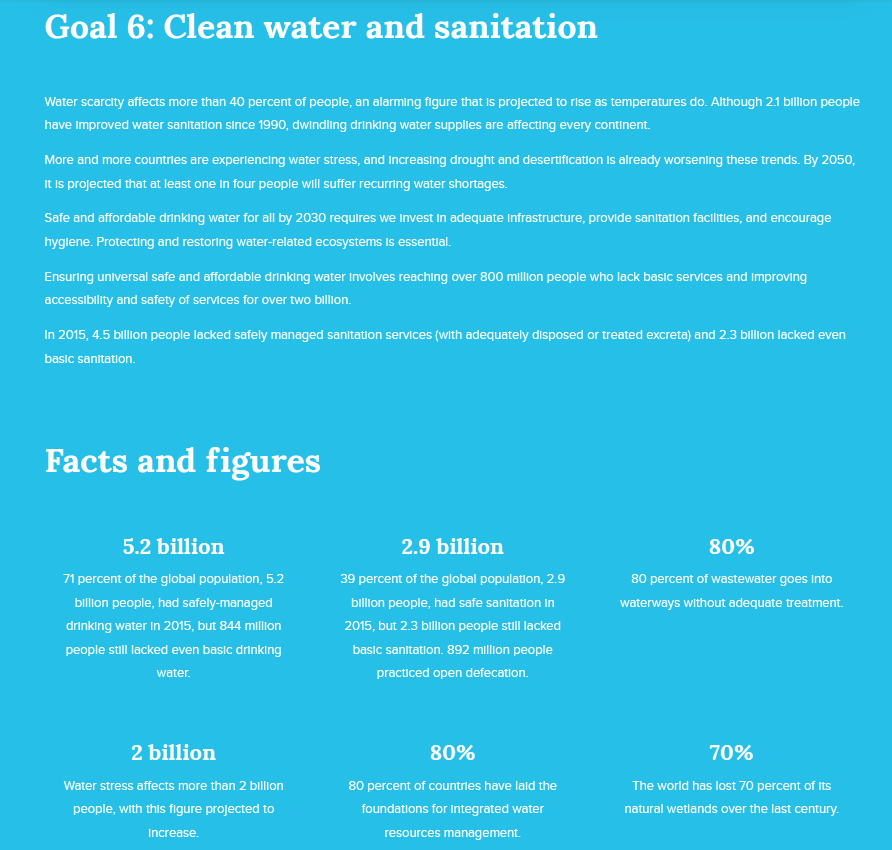 Goal 6: Clean water and sanitation
Water scarcity affects more than 40 percent of people, an alarming figure that is projected to rise as temperatures do. Although 2.1 billion people
have improved water sanitation since 1990, dwindling drinking water supplies are affecting every continent.
More and more countries are experiencing water stress, and increasing drought and desertification is already worsening these trends. By 2050,
it is projected that at least one in four people will suffer recurring water shortages.
Safe and affordable drinking water for all by 2030 requires we invest in adequate infrastructure, provide sanitation facilities, and encourage
hygiene. Protecting and restoring water-related ecosystems is essential.
Ensuring universal safe and affordable drinking water involves reaching over 800 million people who lack basic services and improving
accessibility and safety of services for over two billion.
In 2015, 4.5 billion people lacked safely managed sanitation services (with adequately disposed or treated excreta) and 2.3 billion lacked even
basic sanitation.
Facts and figures
5.2 billion
71 percent of the global population, 5.2
billion people, had safely-managed
drinking water in 2015, but 844 million
people still lacked even basic drinking
water.
2.9 billion
39 percent of the global population, 2.9
billion people, had safe sanitation in
2015, but 2.3 billion people still lacked
basic sanitation. 892 million people
practiced open defecation.
80%
80 percent of wastewater goes into
waterways without adequate treatment.
2 billion
Water stress affects more than 2 billion
people, with this figure projected to
increase.
80%
80 percent of countries have laid the
foundations for integrated water
resources management.
70%
The world has lost 70 percent of its
natural wetlands over the last century.